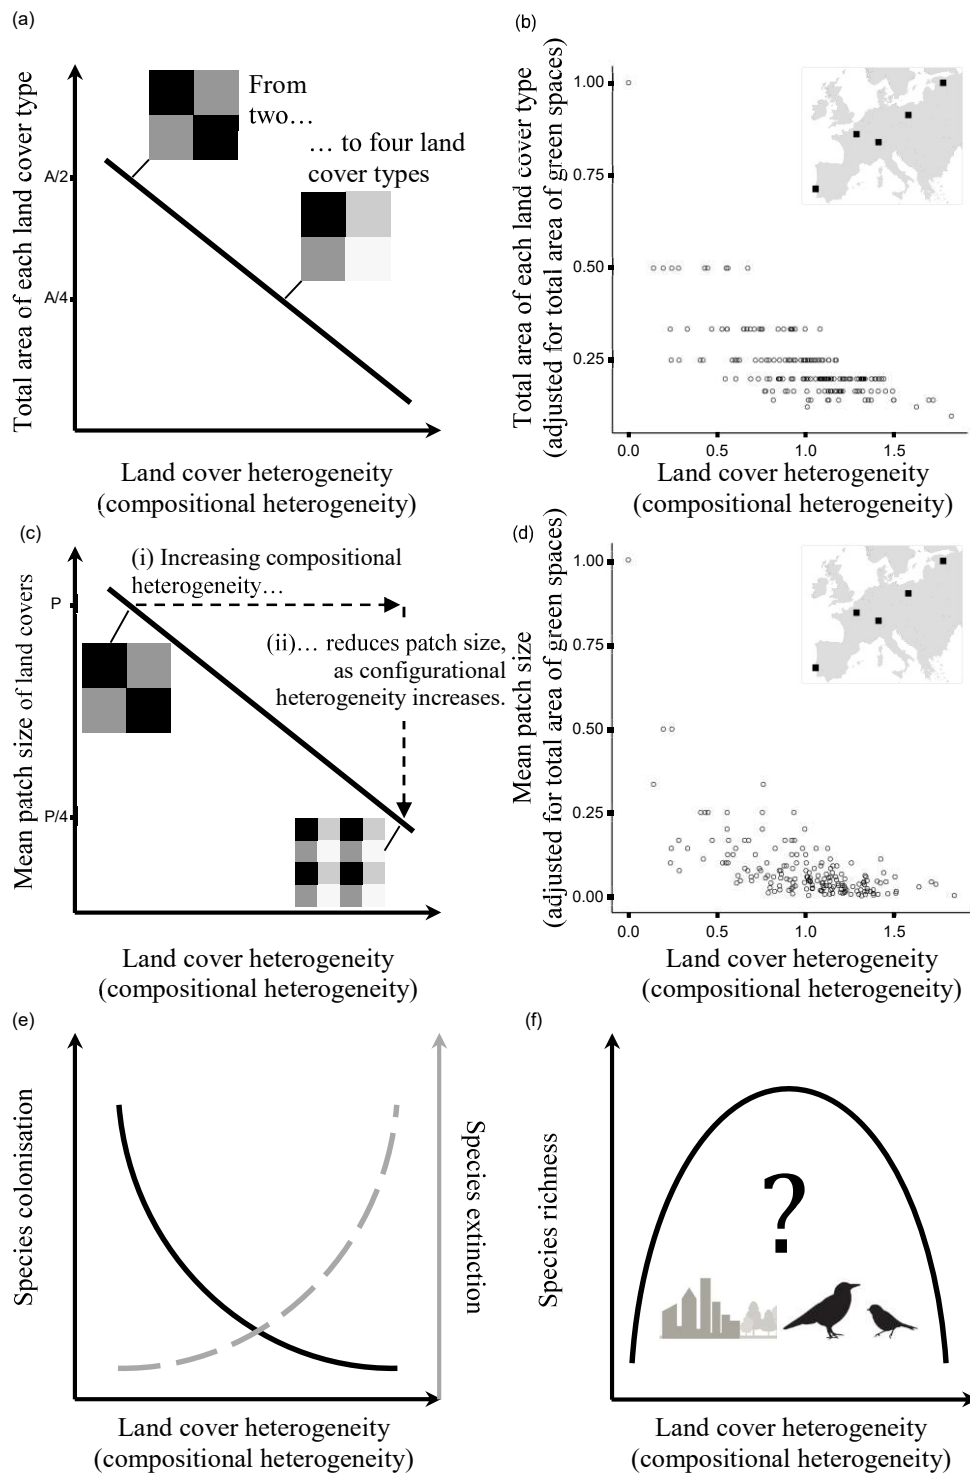 (a)
Total area of each land cover type
A/2
A/4
From
two…
… to four land
cover types
Land cover heterogeneity
(compositional heterogeneity)
(b)
Total area of each land cover type
(adjusted for total area of green spaces)
1.00
0.75
0.50
0.25
0.0
0.5
1.0
1.5
Land cover heterogeneity
(compositional heterogeneity)
(c)
Mean patch size of land covers
P
P/4
(i) Increasing compositional
heterogeneity…
(ii)… reduces patch size,
as configurational
heterogeneity increases.
Land cover heterogeneity
(compositional heterogeneity)
(d)
Mean patch size
(adjusted for total area of green spaces)
1.00
0.75
0.50
0.25
0.00
0.0
0.5
1.0
1.5
Land cover heterogeneity
(compositional heterogeneity)
(e)
Species colonisation
Species extinction
Land cover heterogeneity
(compositional heterogeneity)
(f)
Species richness
?
Land cover heterogeneity
(compositional heterogeneity)